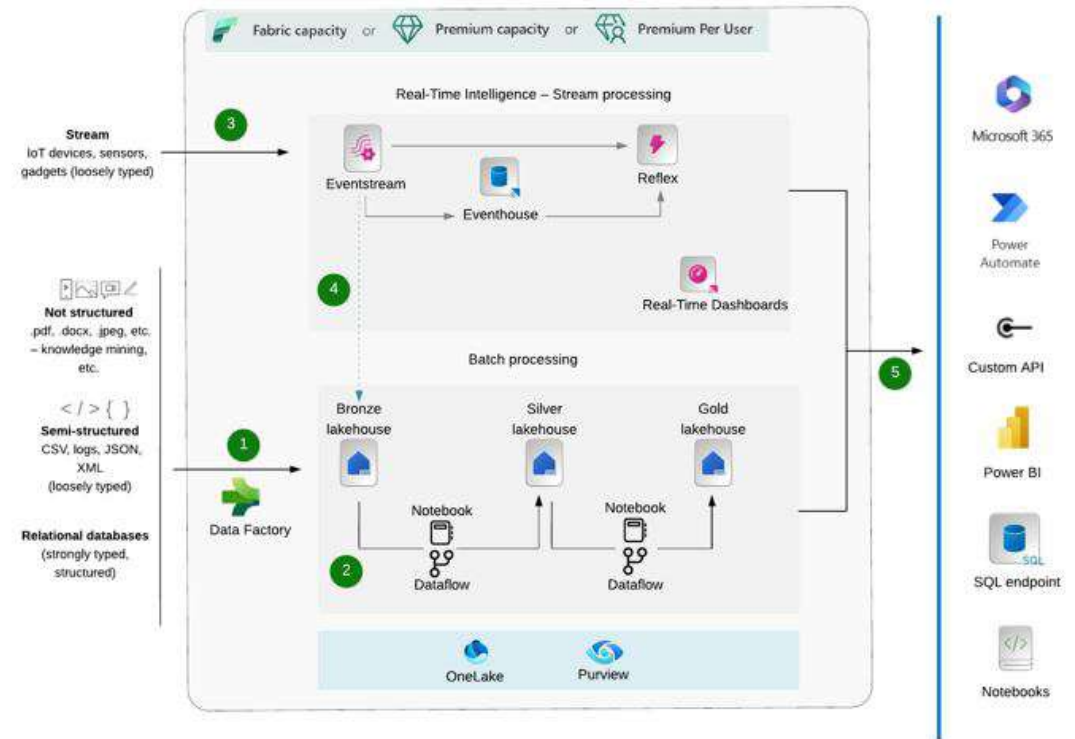 Fabric capacity or Premium capacity or Premium Per User
Real-Time Intelligence – Stream processing
3
Stream
IoT devices, sensors,
gadgets (loosely typed)
Eventstream
Eventhouse
Reflex
4
Real-Time Dashboards
Not structured
.pdf, .docx, .jpeg, etc.
– knowledge mining,
etc.
</>{ }
Semi-structured
CSV, logs, JSON,
XML
(loosely typed)
Relational databases
(strongly typed,
structured)
1
Data Factory
Batch processing
Bronze
lakehouse
Silver
lakehouse
Gold
lakehouse
2
Notebook
Dataflow
Notebook
Dataflow
OneLake
Purview
5
Microsoft 365
Power
Automate
Custom API
Power BI
SQL
SQL endpoint
</>
Notebooks